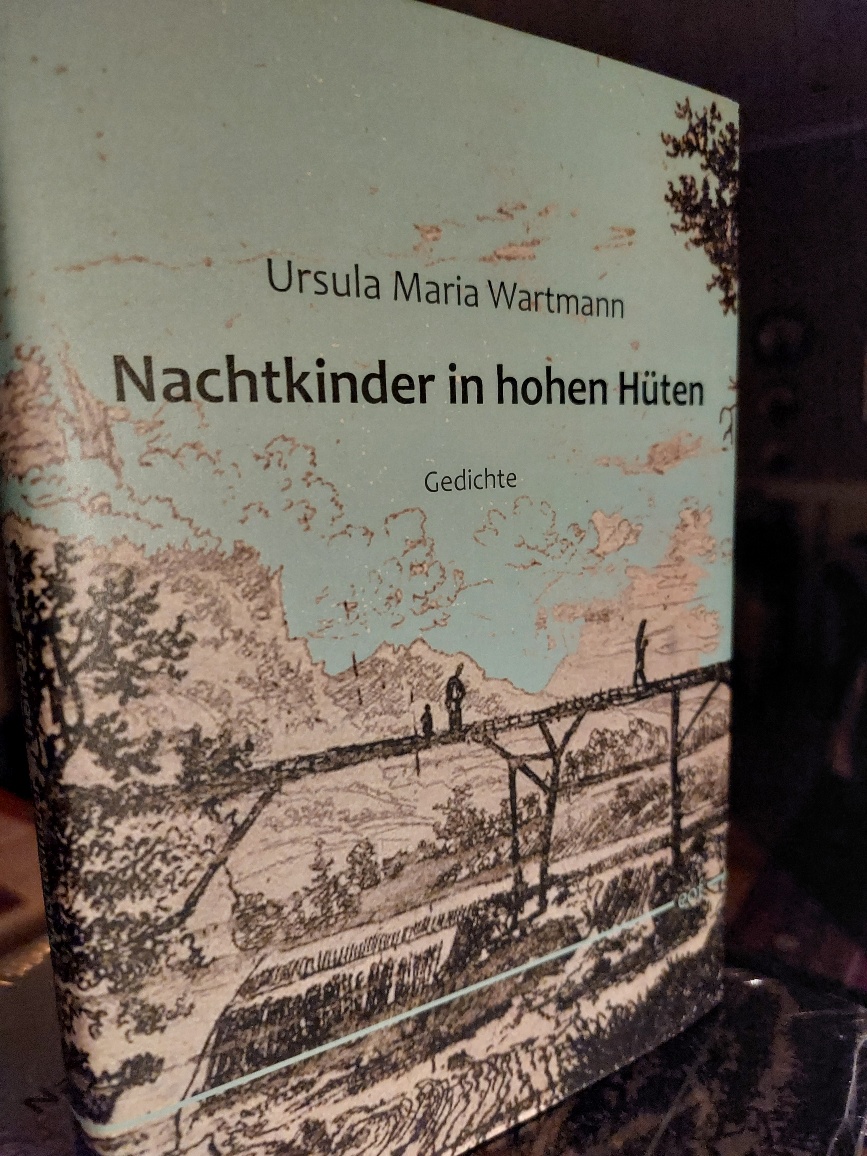 Ursula Maria Wartmann
Nachtkinder in hohen Hüten
Gedichte